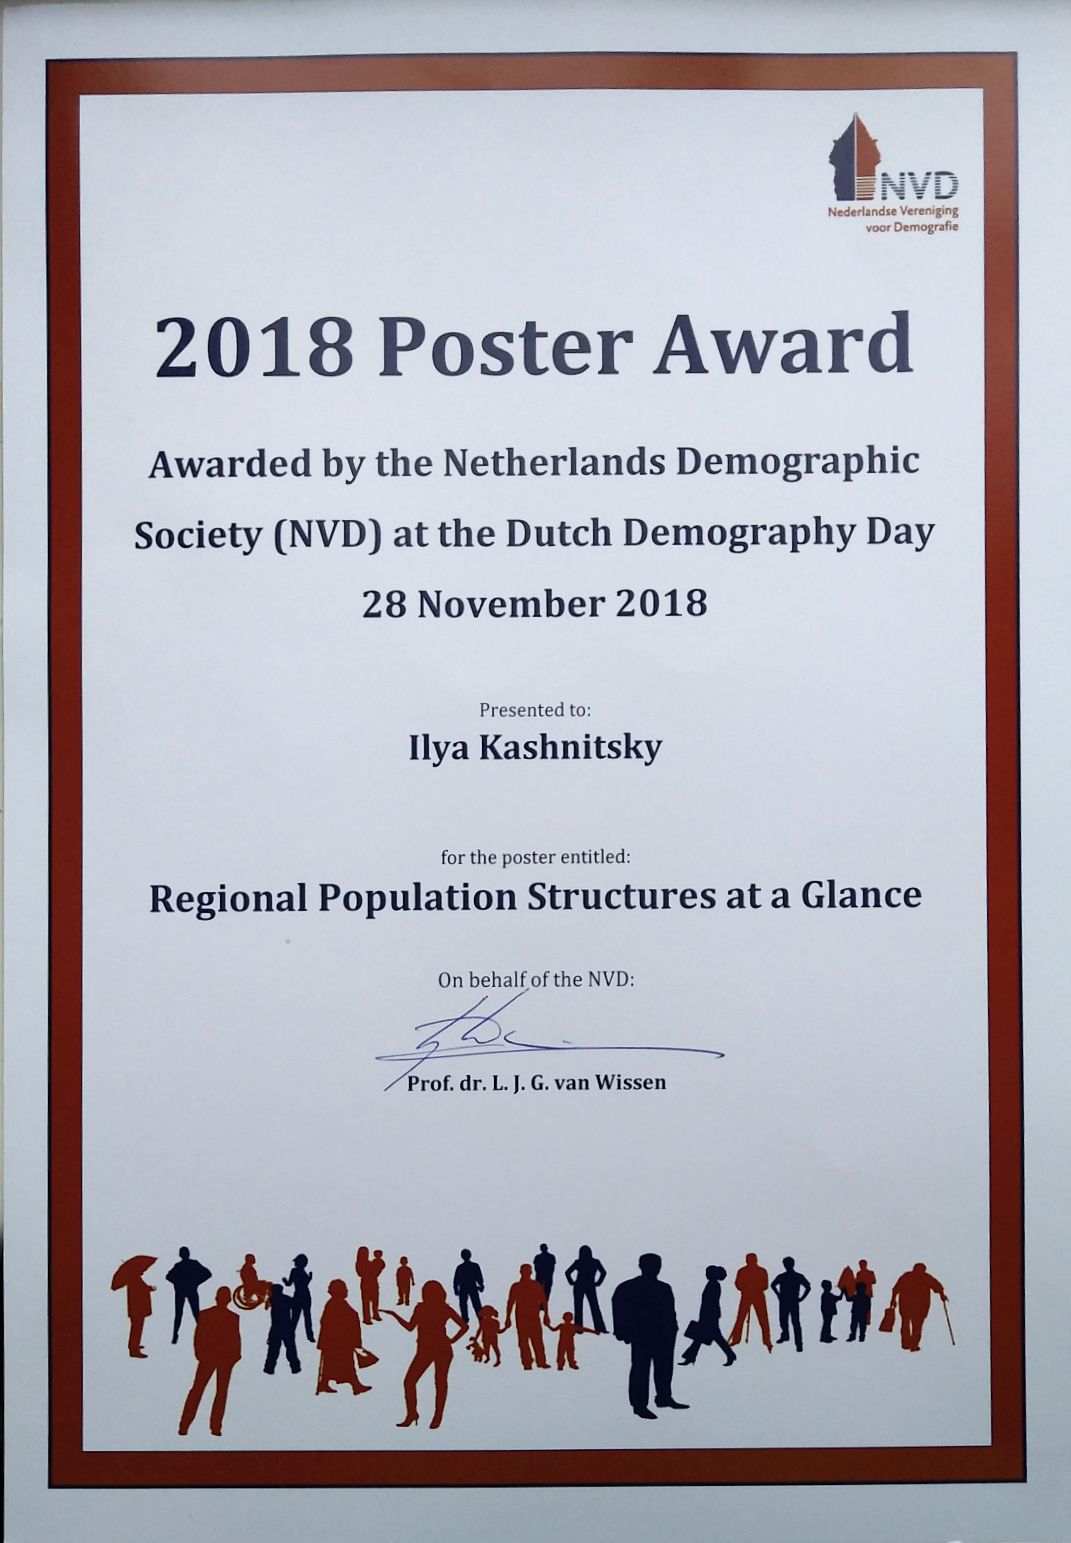 NVD
Nederlandse Vereniging
voor Demografie
2018 Poster Award
Awarded by the Netherlands Demographic
Society (NVD) at the Dutch Demography Day
28 November 2018
Presented to:
Ilya Kashnitsky
for the poster entitled:
Regional Population Structures at a Glance
On behalf of the NVD:
Prof. dr. L. J. G. van Wissen